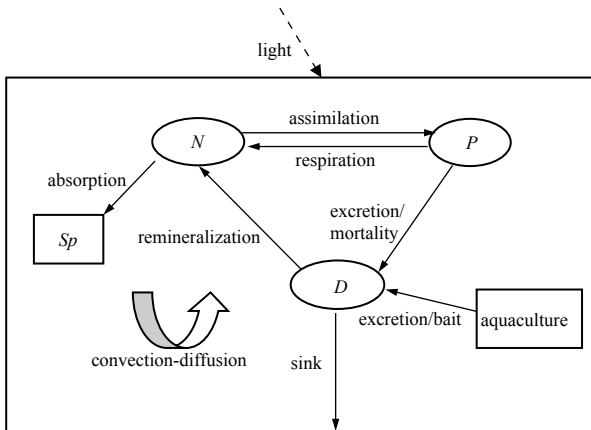 light
assimilation
N
P
respiration
absorption
excretion/
mortality
Sp
remineralization
D
excretion/bait
aquaculture
convection-diffusion
sink